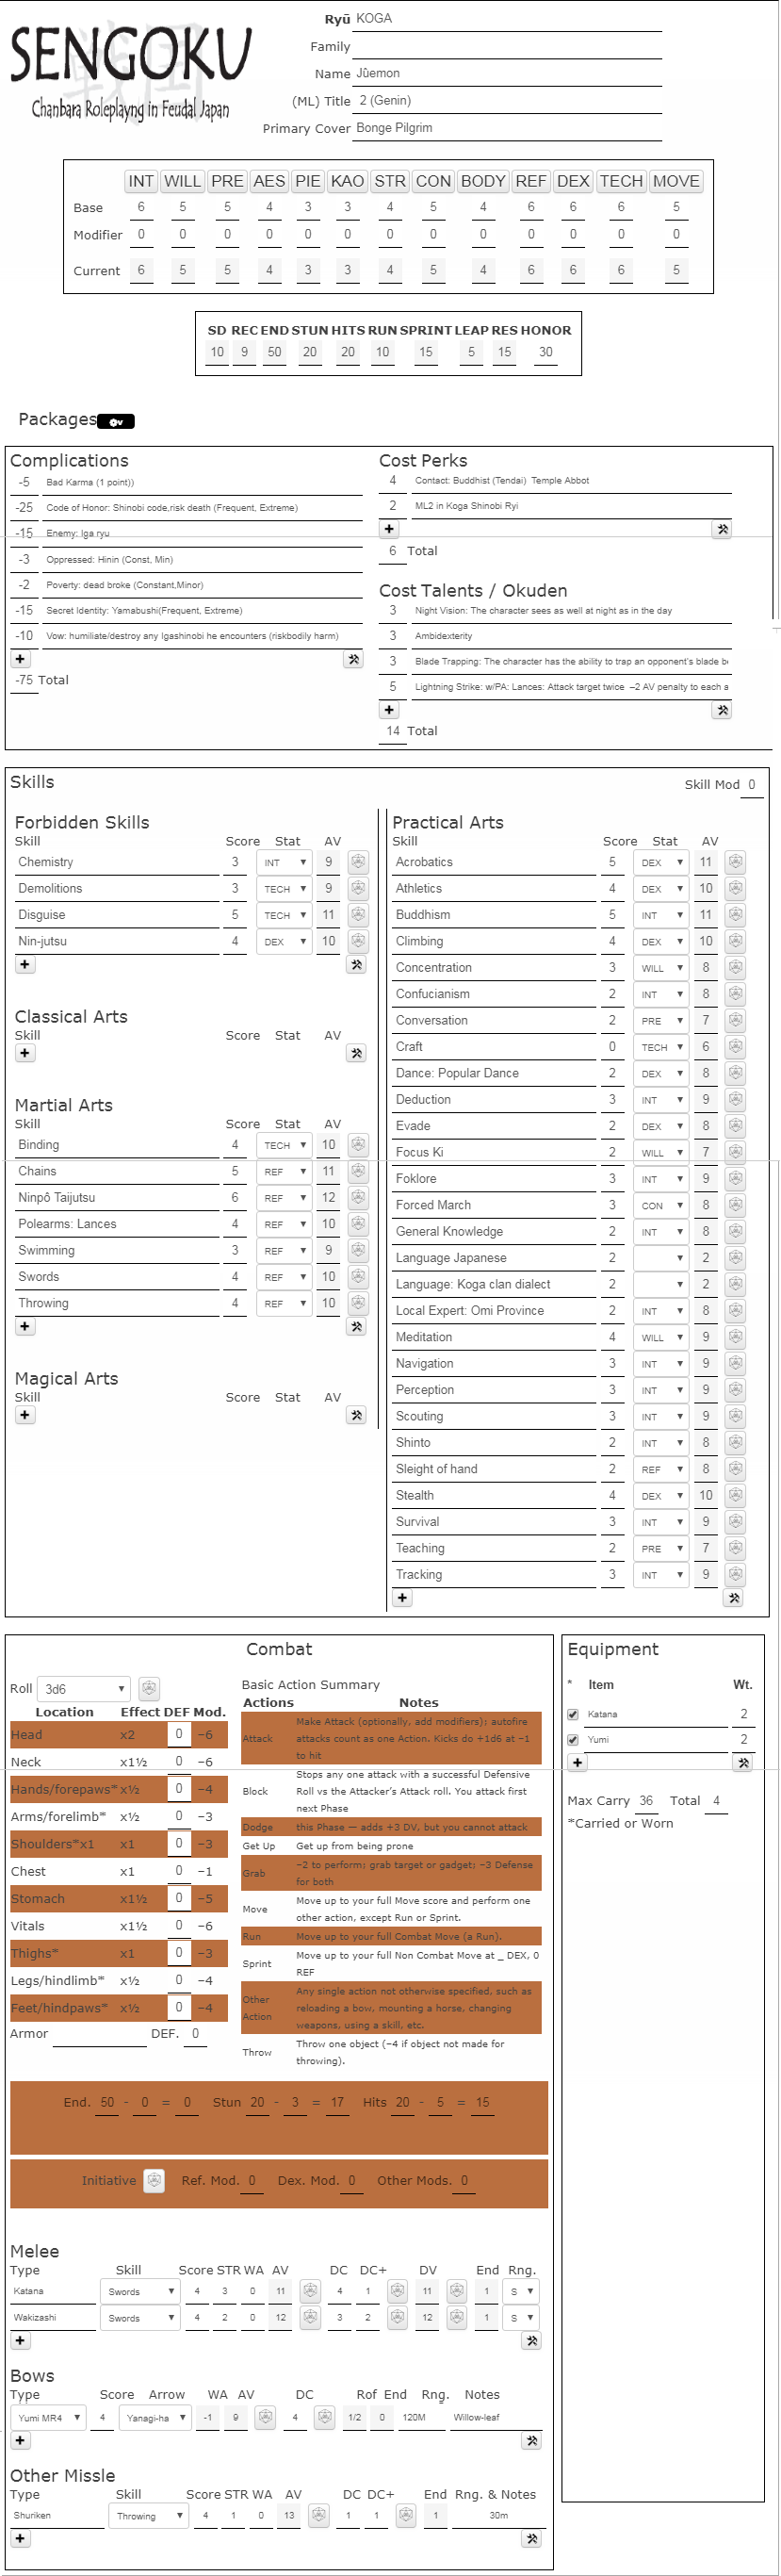 SENGOKU
Chanbara Roleplayng in Feudal Japan
Ryū KOGA
Family
Name Jûemon
(ML) Title 2 (Genin)
Primary Cover Bonge Pilgrim
INT WILL PRE AES PIE KAO STR CON BODY REF DEX TECH MOVE
Base 6 5 5 4 3 3 4 5 4 6 6 6 5
Modifier 0 0 0 0 0 0 0 0 0 0 0 0 0
Current 6 5 5 4 3 3 4 5 4 6 6 6 5
SD REC END STUN HITS RUN SPRINT LEAP RES HONOR
10 9 50 20 20 10 15 5 15 30
Packages
Complications
-5 Bad Karma (1 point))
-25 Code of Honor: Shinobi code,risk death (Frequent, Extreme)
-15 Enemy: Iga ryu
-3 Oppressed: Hinin (Const, Min)
-2 Poverty: dead broke (Constant,Minor)
-15 Secret Identity: Yamabushi(Frequent, Extreme)
-10 Vow: humiliate/destroy any Igashinobi he encounters (riskbodily harm)
-75 Total
Cost Perks
4 Contact: Buddhist (Tendai) Temple Abbot
2 ML2 in Koga Shinobi Ryi
6 Total
Cost Talents / Okuden
3 Night Vision: The character sees as well at night as in the day
3 Ambidexterity
3 Blade Trapping: The character has the ability to trap an opponent's blade be
5 Lightning Strike: w/PA: Lances: Attack target twice –2 AV penalty to each a
14 Total
Skills
Skill Mod 0
Forbidden Skills
Skill Score Stat AV
Chemistry 3 INT 9
Demolitions 3 TECH 9
Disguise 5 TECH 11
Nin-jutsu 4 DEX 10
Classical Arts
Skill Score Stat AV
Martial Arts
Skill Score Stat AV
Binding 4 TECH 10
Chains 5 REF 11
Ninpô Taijutsu 6 REF 12
Polearms: Lances 4 REF 10
Swimming 3 REF 9
Swords 4 REF 10
Throwing 4 REF 10
Magical Arts
Skill Score Stat AV
Practical Arts
Skill Score Stat AV
Acrobatics 5 DEX 11
Athletics 4 DEX 10
Buddhism 5 INT 11
Climbing 4 DEX 10
Concentration 3 WILL 8
Confucianism 2 INT 8
Conversation 2 PRE 7
Craft 0 TECH 6
Dance: Popular Dance 2 DEX 8
Deduction 3 INT 9
Evade 2 DEX 8
Focus Ki 2 WILL 7
Foklore 3 INT 9
Forced March 3 CON 8
General Knowledge 2 INT 8
Language Japanese 2 2
Language: Koga clan dialect 2 2
Local Expert: Omi Province 2 INT 8
Meditation 4 WILL 9
Navigation 3 INT 9
Perception 3 INT 9
Scouting 3 INT 9
Shinto 2 INT 8
Sleight of hand 2 REF 8
Stealth 4 DEX 10
Survival 3 INT 9
Teaching 2 PRE 7
Tracking 3 INT 9
Combat
Roll 3d6
Location Effect DEF Mod.
Head x2 0 –6
Neck x1½ 0 –6
Hands/forepaws* x½ 0 –4
Arms/forelimb* x½ 0 –3
Shoulders*x1 x1 0 –3
Chest x1 0 –1
Stomach x1½ 0 –5
Vitals x1½ 0 –6
Thighs* x1 0 –3
Legs/hindlimb* x½ 0 –4
Feet/hindpaws* x½ 0 –4
Armor DEF. 0
Basic Action Summary
Actions Notes
Attack Make Attack (optionally, add modifiers); autofire
attacks count as one Action. Kicks do +1d6 at –1
to hit
Block Stops any one attack with a successful Defensive
Roll vs the Attacker's Attack roll. You attack first
next Phase
Dodge this Phase — adds +3 DV, but you cannot attack
Get Up Get up from being prone
Grab –2 to perform; grab target or gadget; –3 Defense
for both
Move Move up to your full Move score and perform one
other action, except Run or Sprint.
Run Move up to your full Combat Move (a Run).
Sprint Move up to your full Non Combat Move at _ DEX, 0
REF
Other Action Any single action not otherwise specified, such as
reloading a bow, mounting a horse, changing
weapons, using a skill, etc.
Throw Throw one object (–4 if object not made for
throwing).
End. 50 - 0 = 0 Stun 20 - 3 = 17 Hits 20 - 5 = 15
Initiative Ref. Mod. 0 Dex. Mod. 0 Other Mods. 0
Melee
Type Skill Score STR WA AV DC DC+ DV End Rng.
Katana Swords 4 3 0 11 4 1 11 1 S
Wakizashi Swords 4 2 0 12 3 2 12 1 S
Bows
Type Score Arrow WA AV DC Rof End Rng. Notes
Yumi MR4 4 Yanagi-ha -1 9 4 1/2 0 120M Willow-leaf
Other Missle
Type Skill Score STR WA AV DC DC+ End Rng. & Notes
Shuriken Throwing 4 1 0 13 1 1 1 30m
Equipment
* Item Wt.
Katana 2
Yumi 2
Max Carry 36 Total 4
*Carried or Worn